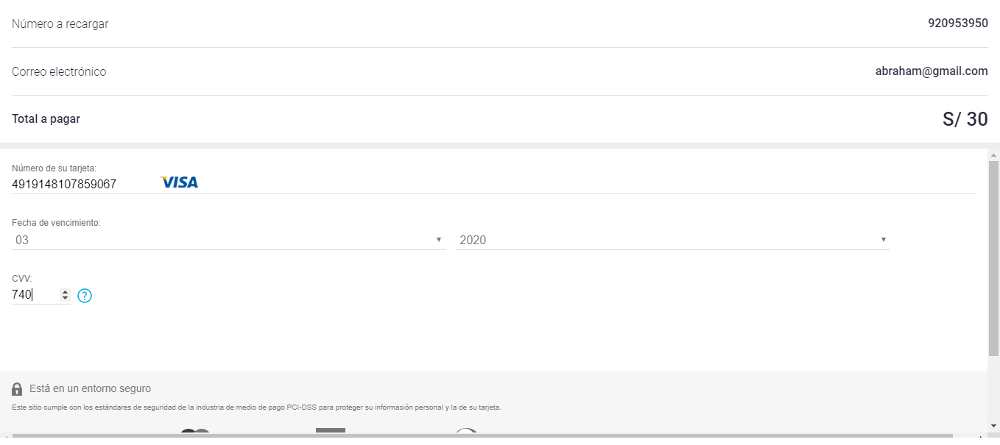 Número a recargar 920953950
Correo electrónico abraham@gmail.com
Total a pagar S/ 30
Número de su tarjeta:
4919148107859067 VISA
Fecha de vencimiento:
03 2020
CVV:
740 ?
Está en un entorno seguro
Este sitio cumple con los estándares de seguridad de la industria de medio de pago PCI-DSS para proteger su información personal y la de su tarjeta.